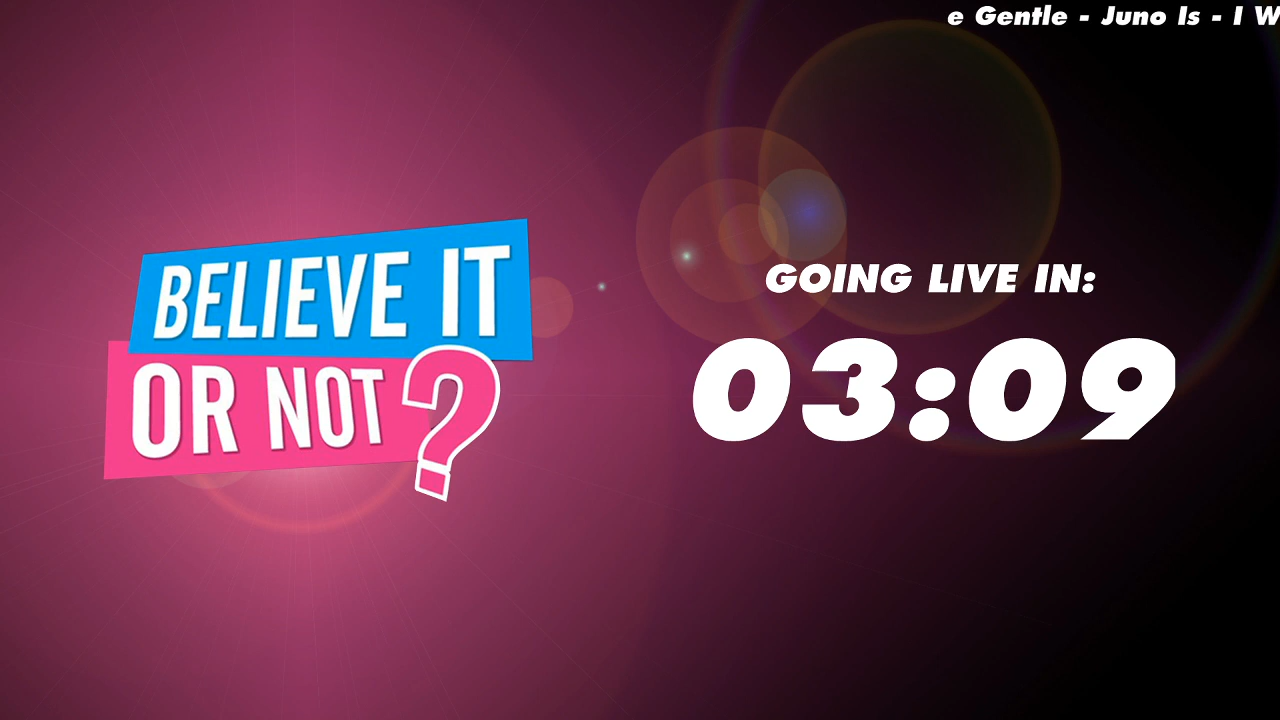 e Gentle - Juno Is - I W
BELIEVE IT
OR NOT?
GOING LIVE IN:
03:09